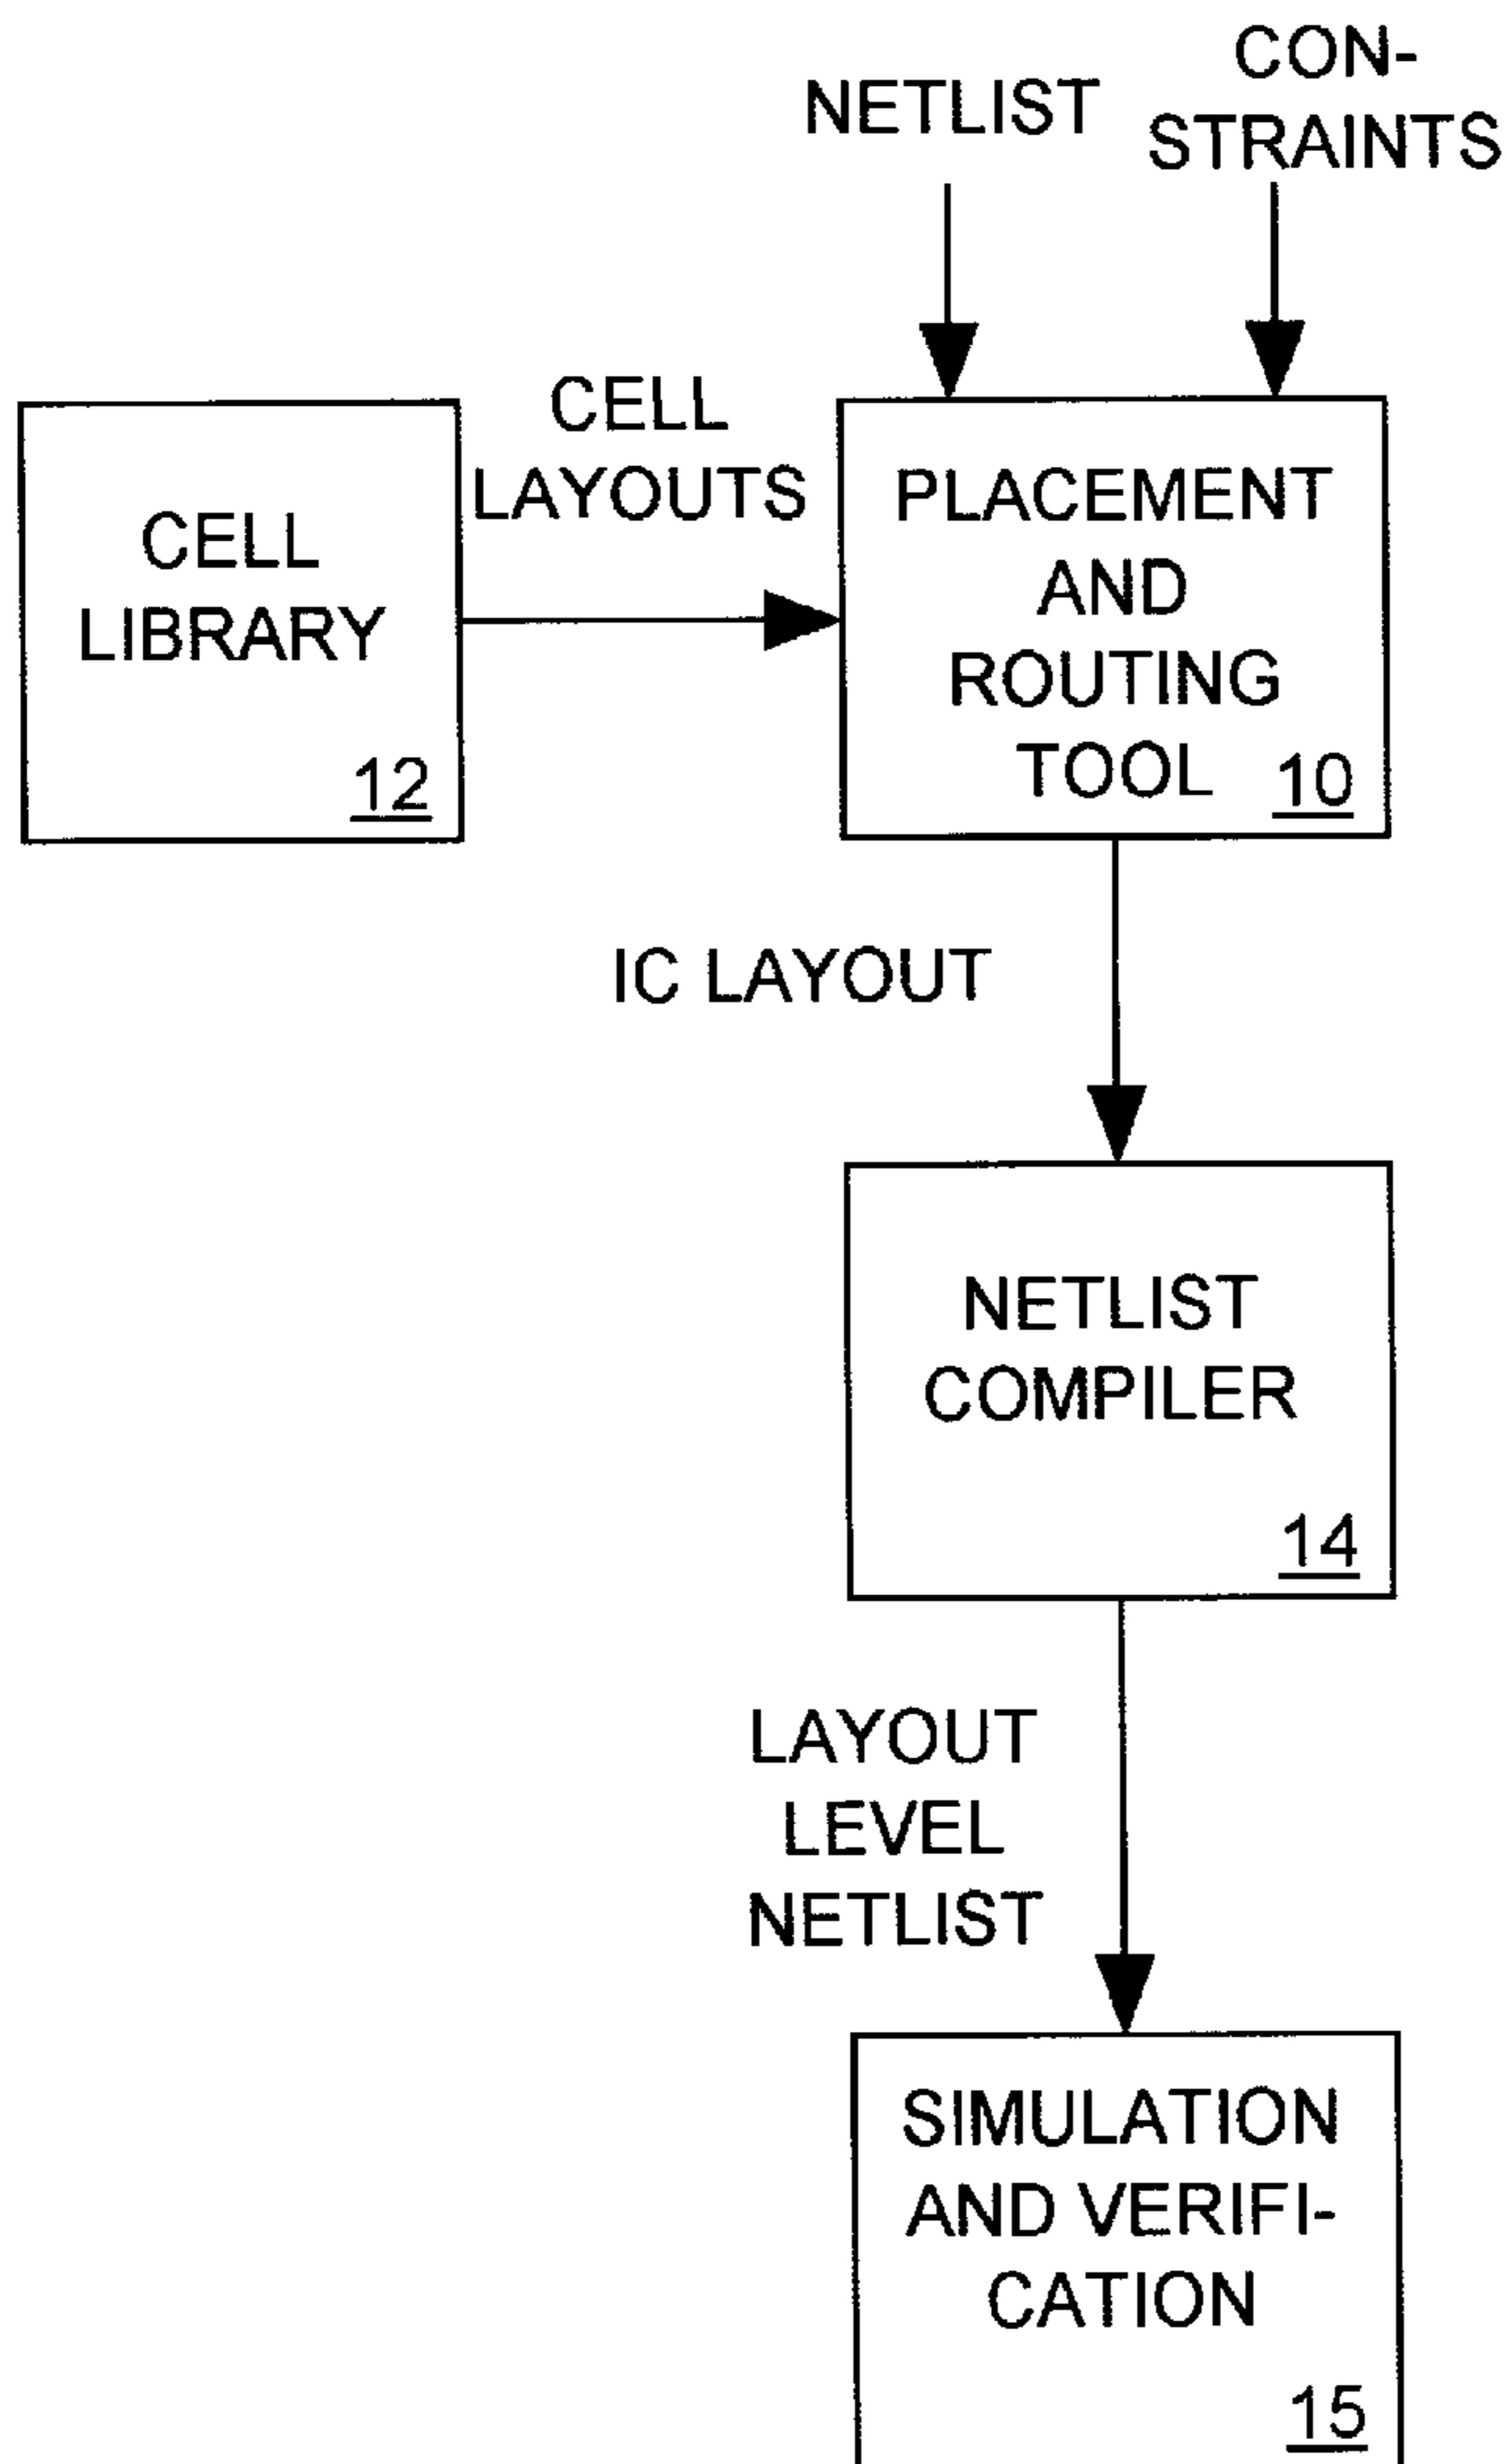 NETLIST
CON-
STRAINTS
CELL
LAYOUTS
CELL
LIBRARY
12
PLACEMENT
AND
ROUTING
TOOL
10
IC LAYOUT
NETLIST
COMPILER
14
LAYOUT
LEVEL
NETLIST
SIMULATION
AND VERIFI-
CATION
15